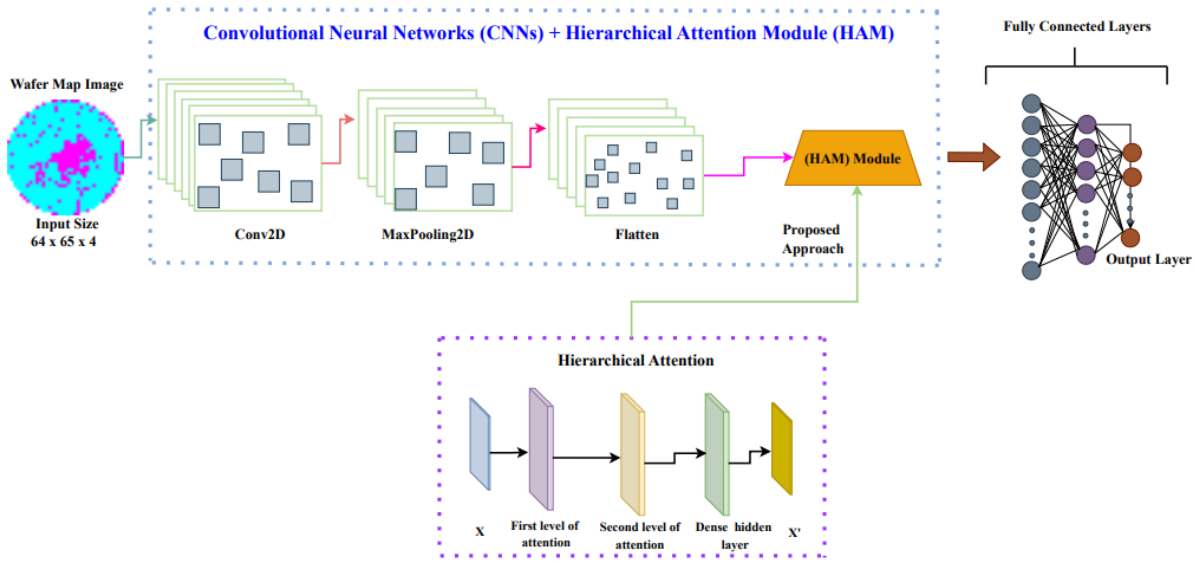 Convolutional Neural Networks (CNNs) + Hierarchical Attention Module (HAM)
Fully Connected Layers
Wafer Map Image
(HAM) Module
Input Size
64 x 65 x 4
Conv2D
MaxPooling2D
Flatten
Proposed
Approach
Output Layer
Hierarchical Attention
X
First level of
attention
Second level of
attention
Dense hidden
layer
X'